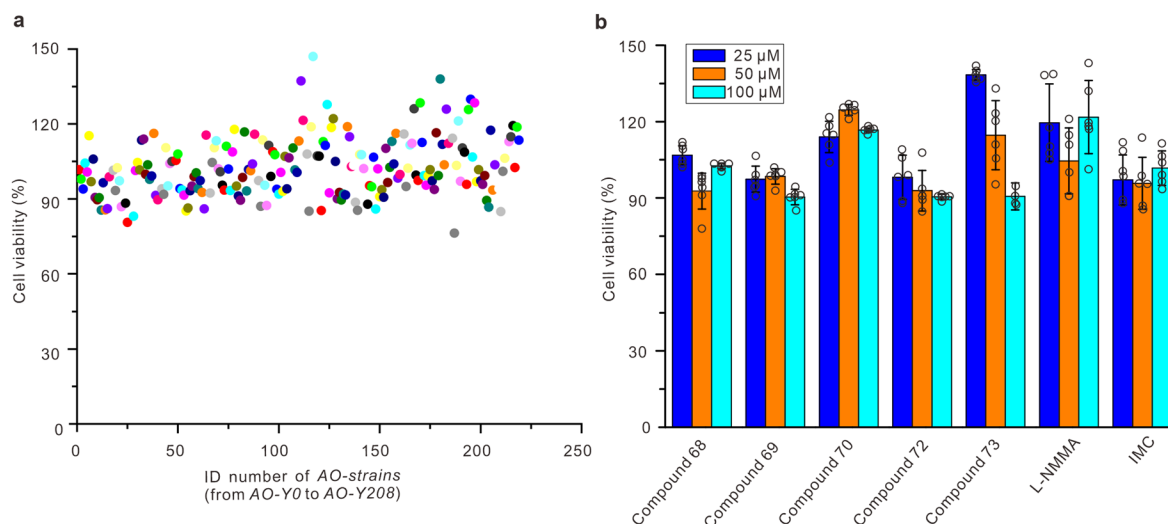 a
150
120
90
60
30
0
Cell viability (%)
0
50
100
150
200
250
ID number of AO-strains
(from AO-Y0 to AO-Y208)
b
150
120
90
60
30
0
Cell viability (%)
25 μM
50 μM
100 μM
Compound 68
Compound 69
Compound 70
Compound 72
Compound 73
L-NMMA
IMC